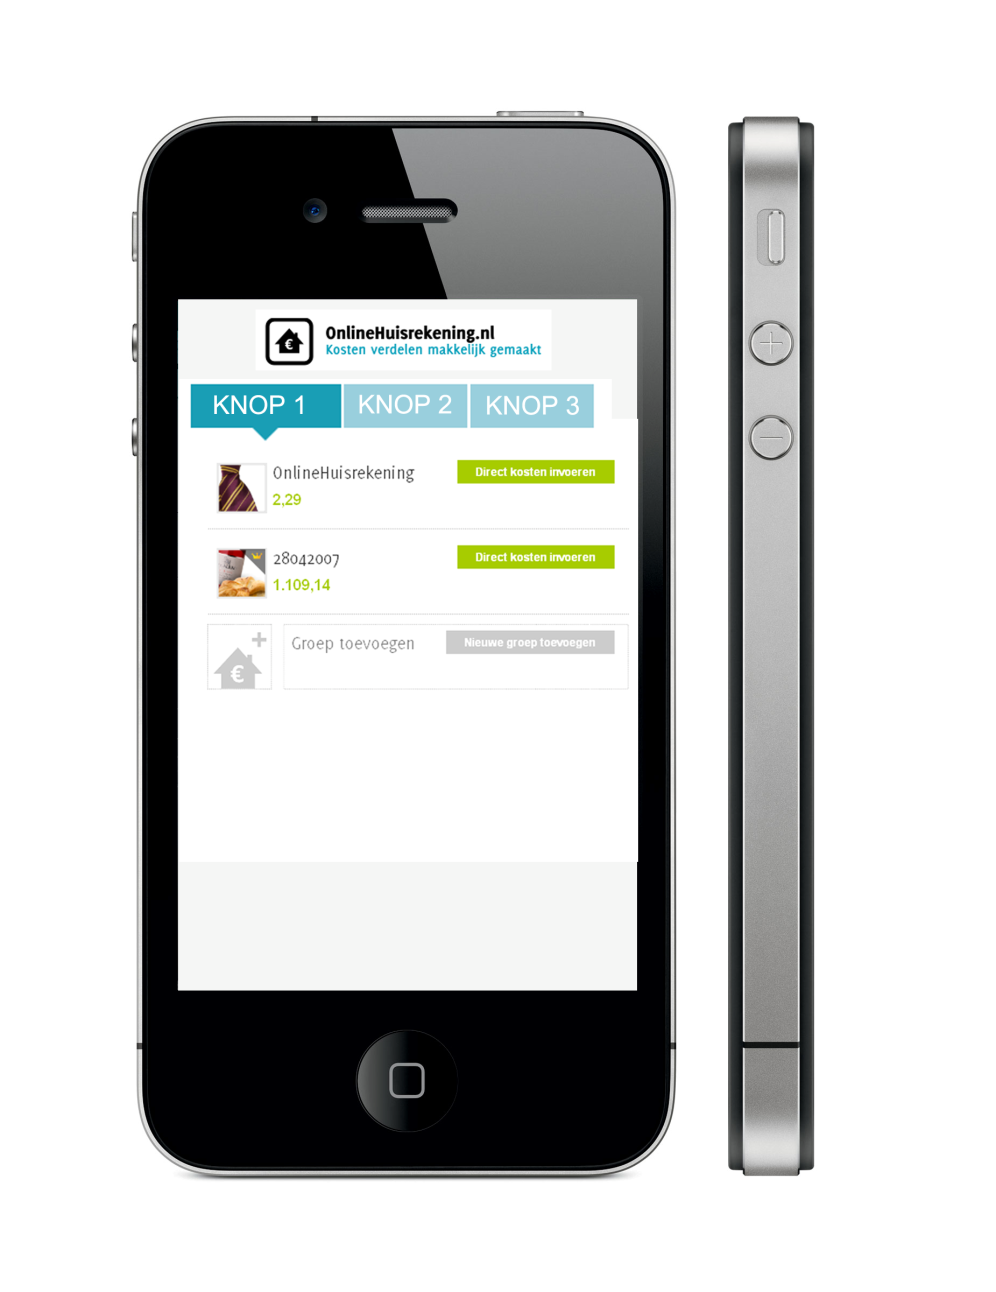 OnlineHuisrekening.nl
Kosten verdelen makkelijk gemaakt
KNOP 1 KNOP 2 KNOP 3
OnlineHuisrekening Direct kosten invoeren
2,29
28042007 Direct kosten invoeren
1.109,14
Groep toevoegen Nieuwe groep toevoegen